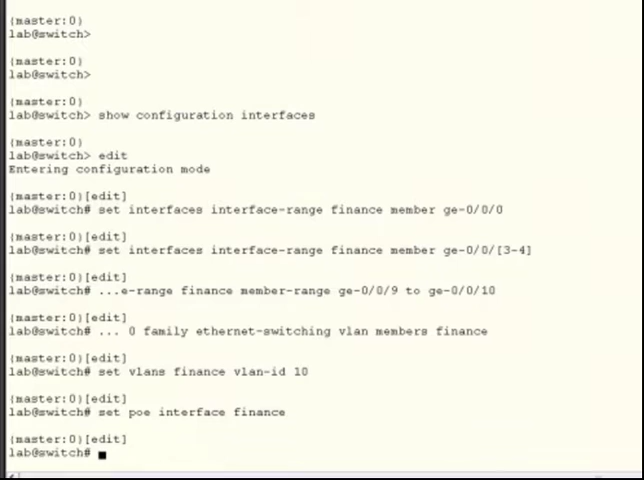 {master:0}
lab@switch>
{master:0}
lab@switch>
{master:0}
lab@switch> show configuration interfaces
{master:0}
lab@switch> edit
Entering configuration mode
{master:0}[edit]
lab@switch# set interfaces interface-range finance member ge-0/0/0
{master:0}[edit]
lab@switch# set interfaces interface-range finance member ge-0/0/[3-4]
{master:0}[edit]
lab@switch# ...e-range finance member-range ge-0/0/9 to ge-0/0/10
{master:0}[edit]
lab@switch# ... 0 family ethernet-switching vlan members finance
{master:0}[edit]
lab@switch# set vlans finance vlan-id 10
{master:0}[edit]
lab@switch# set poe interface finance
{master:0}[edit]
lab@switch#